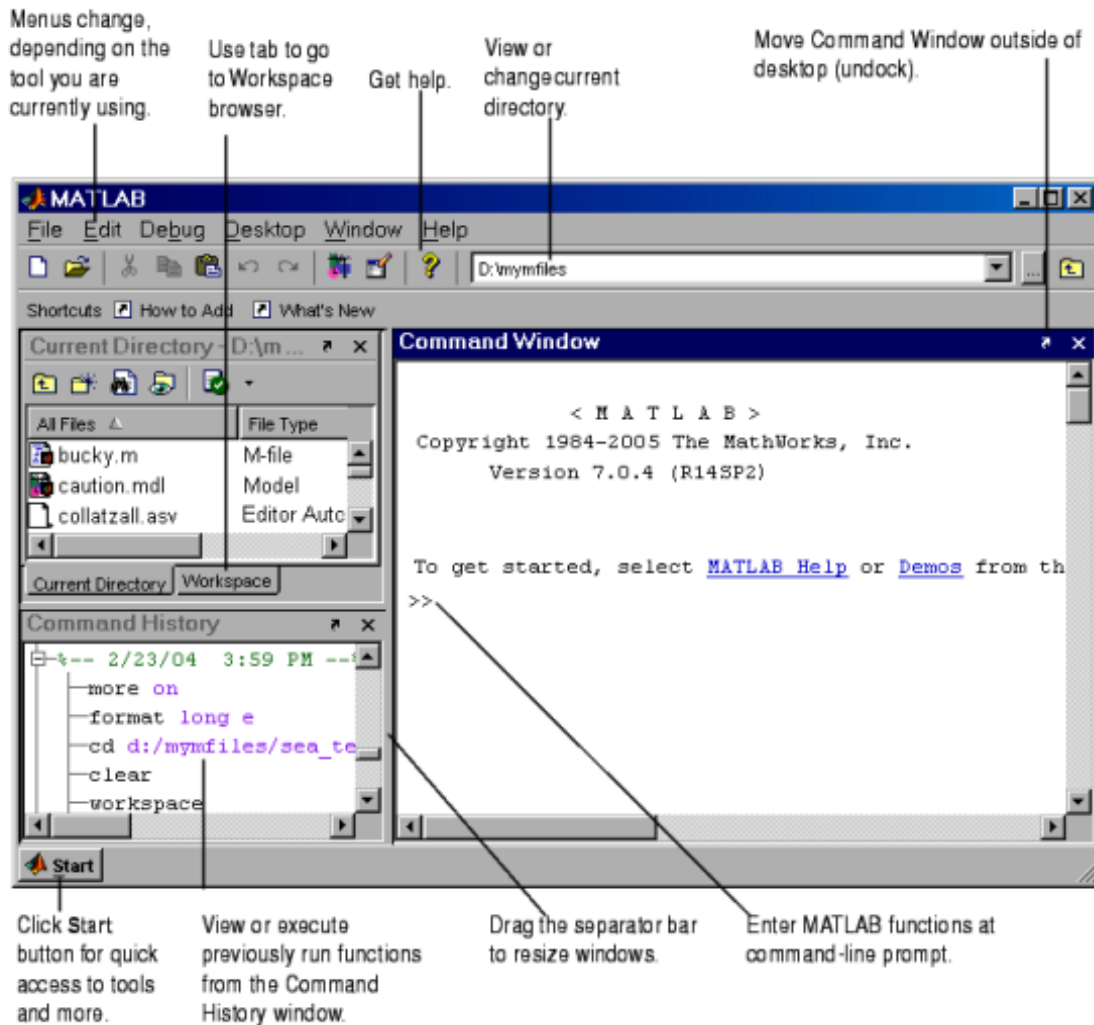 Menus change,
depending on the
tool you are
currently using.
Use tab to go
to Workspace
browser.
Get help.
View or
change current
directory.
Move Command Window outside of
desktop (undock).
MATLAB
File Edit Debug Desktop Window Help
D:\mymfiles
...
Shortcuts How to Add What's New
Current Directory - D:\m ...
All Files File Type
bucky.m M-file
caution.mdl Model
collatzall.asv Editor Auto
Current Directory Workspace
Command History
%-- 2/23/04 3:59 PM --%
more on
format long e
cd d:/mymfiles/sea_te
clear
workspace
Command Window
< M A T L A B >
Copyright 1984-2005 The MathWorks, Inc.
Version 7.0.4 (R14SP2)
To get started, select MATLAB Help or Demos from th
>>
Start
Click Start
button for quick
access to tools
and more.
View or execute
previously run functions
from the Command
History window.
Drag the separator bar
to resize windows.
Enter MATLAB functions at
command-line prompt.